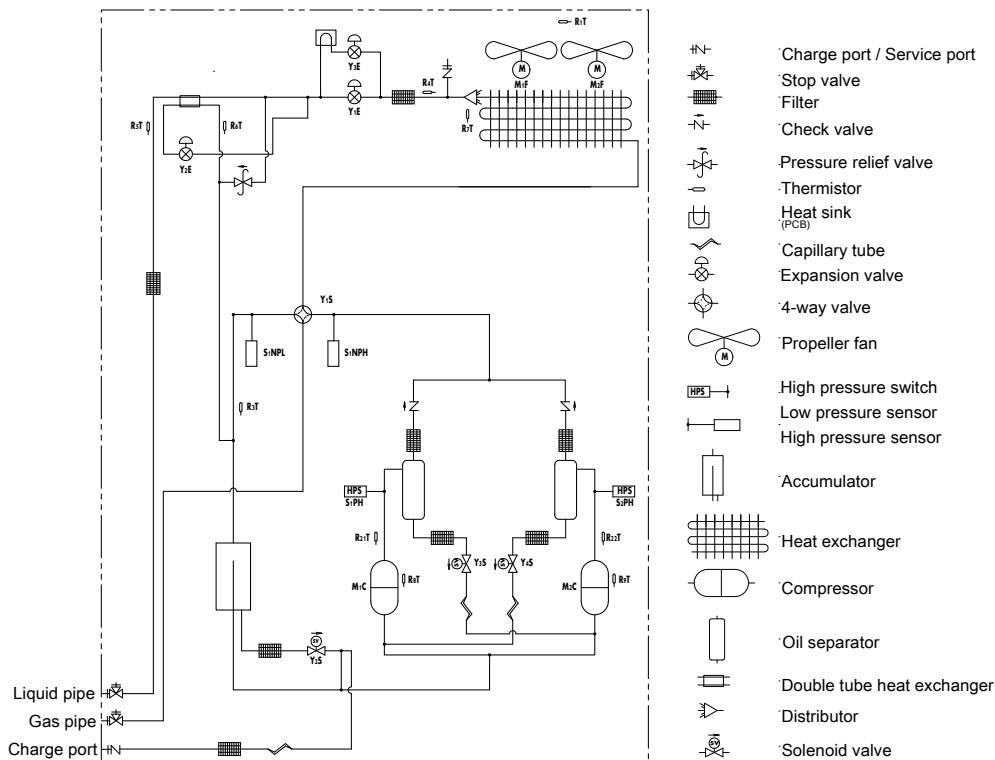 R1T
Y3E
M
M
R4T
M1F
M2F
Y1E
R5T
R6T
R7T
Y2E
Y1S
S1NPL
S1NPH
R3T
HPS
HPS
S1PH
S2PH
R21T
R22T
Y3S
Y4S
M1C
R8T
M2C
R9T
SV
Y2S
Liquid pipe
Gas pipe
Charge port
Charge port / Service port
Stop valve
Filter
Check valve
Pressure relief valve
Thermistor
Heat sink
(PCB)
Capillary tube
Expansion valve
4-way valve
M
Propeller fan
HPS
High pressure switch
Low pressure sensor
High pressure sensor
Accumulator
Heat exchanger
Compressor
Oil separator
Double tube heat exchanger
Distributor
SV
Solenoid valve